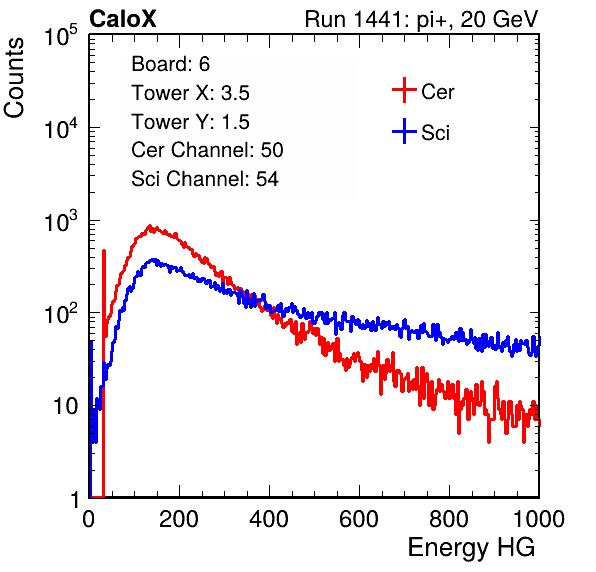 CaloX Run 1441: pi+, 20 GeV
Counts
10^5
10^4
10^3
10^2
10
1
Board: 6
Tower X: 3.5
Tower Y: 1.5
Cer Channel: 50
Sci Channel: 54
Cer
Sci
0 200 400 600 800 1000
Energy HG